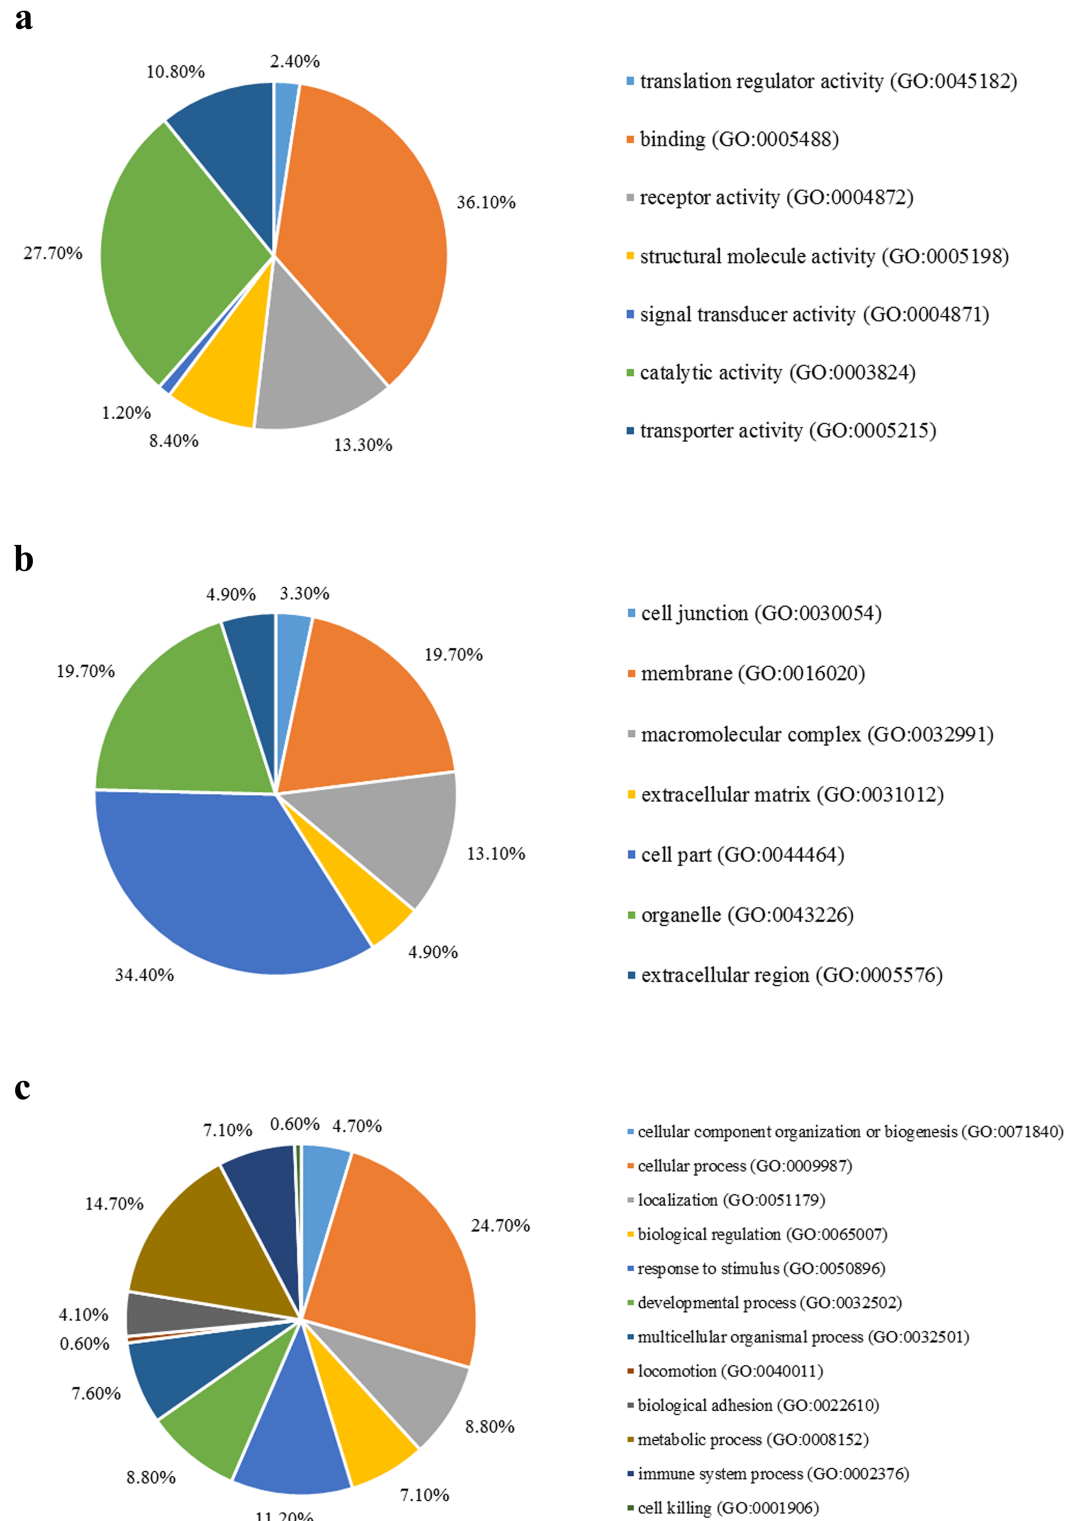 a
2.40%
10.80%
36.10%
27.70%
1.20%
8.40%
13.30%
translation regulator activity (GO:0045182)
binding (GO:0005488)
receptor activity (GO:0004872)
structural molecule activity (GO:0005198)
signal transducer activity (GO:0004871)
catalytic activity (GO:0003824)
transporter activity (GO:0005215)
b
4.90%
3.30%
19.70%
19.70%
13.10%
4.90%
34.40%
cell junction (GO:0030054)
membrane (GO:0016020)
macromolecular complex (GO:0032991)
extracellular matrix (GO:0031012)
cell part (GO:0044464)
organelle (GO:0043226)
extracellular region (GO:0005576)
c
7.10%
0.60%
4.70%
14.70%
24.70%
4.10%
0.60%
7.60%
8.80%
8.80%
7.10%
11.20%
cellular component organization or biogenesis (GO:0071840)
cellular process (GO:0009987)
localization (GO:0051179)
biological regulation (GO:0065007)
response to stimulus (GO:0050896)
developmental process (GO:0032502)
multicellular organismal process (GO:0032501)
locomotion (GO:0040011)
biological adhesion (GO:0022610)
metabolic process (GO:0008152)
immune system process (GO:0002376)
cell killing (GO:0001906)